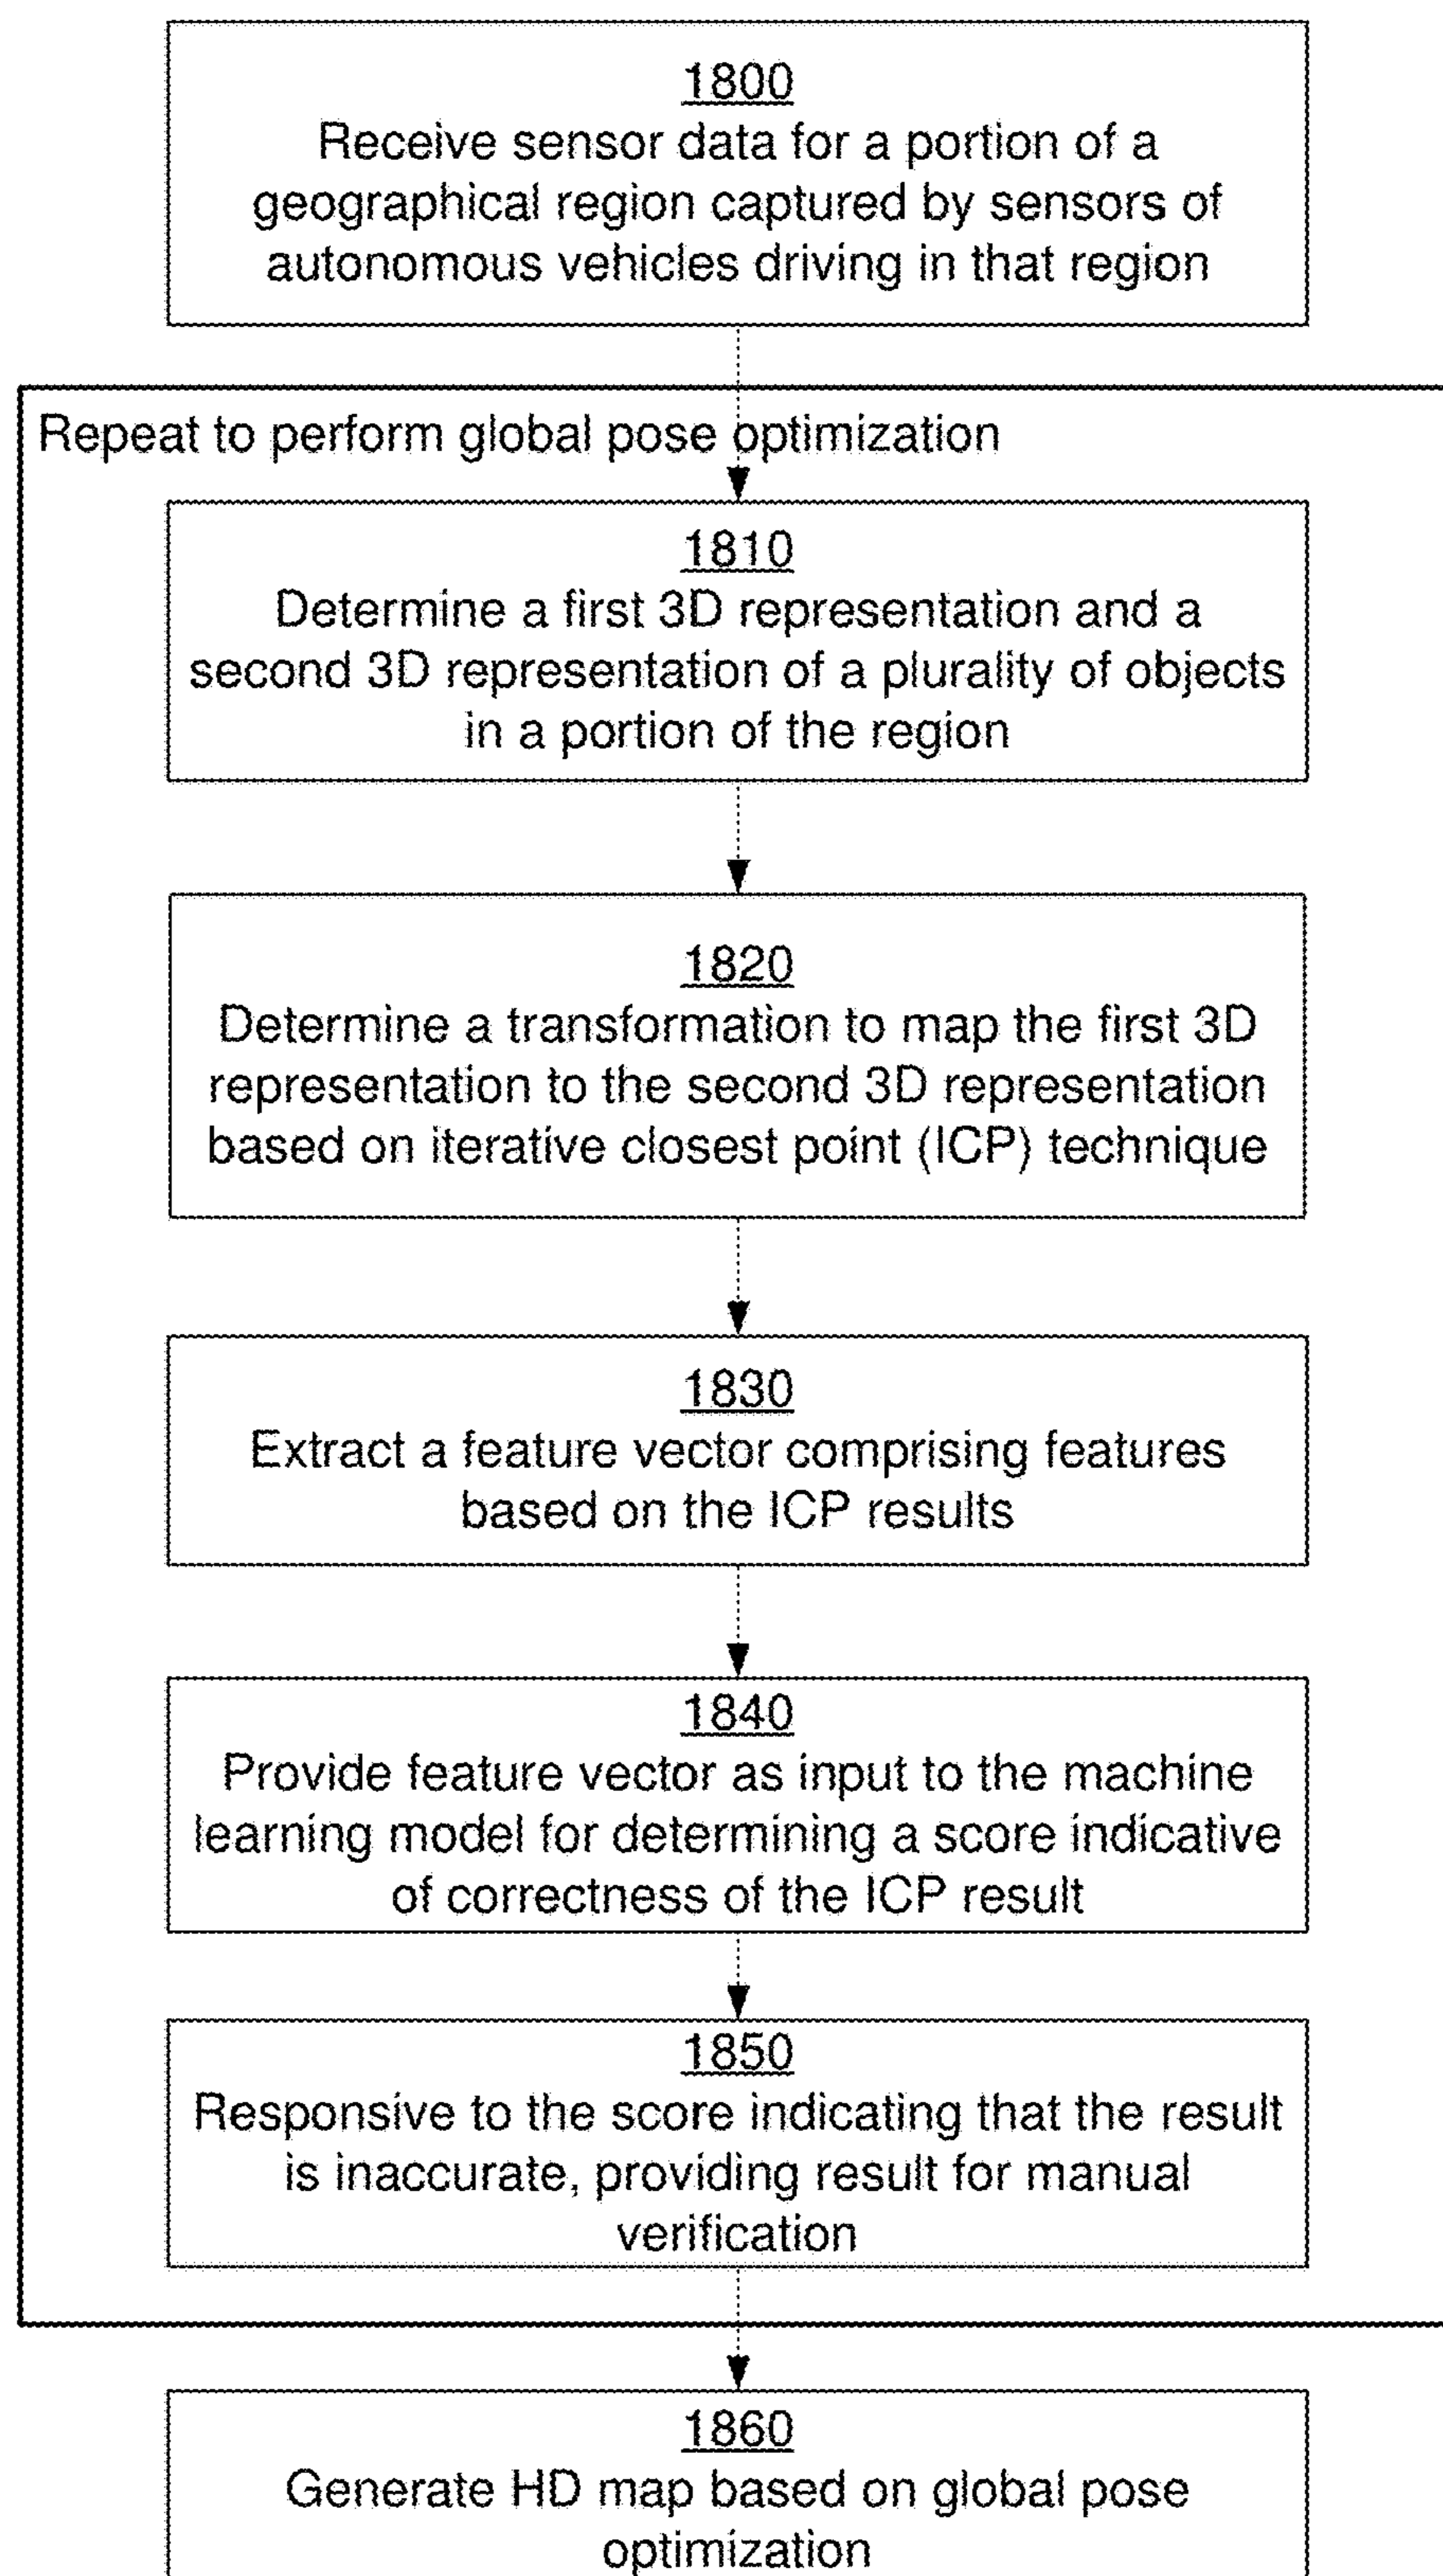 1800
Receive sensor data for a portion of a
geographical region captured by sensors of
autonomous vehicles driving in that region
Repeat to perform global pose optimization
1810
Determine a first 3D representation and a
second 3D representation of a plurality of objects
in a portion of the region
1820
Determine a transformation to map the first 3D
representation to the second 3D representation
based on iterative closest point (ICP) technique
1830
Extract a feature vector comprising features
based on the ICP results
1840
Provide feature vector as input to the machine
learning model for determining a score indicative
of correctness of the ICP result
1850
Responsive to the score indicating that the result
is inaccurate, providing result for manual
verification
1860
Generate HD map based on global pose
optimization